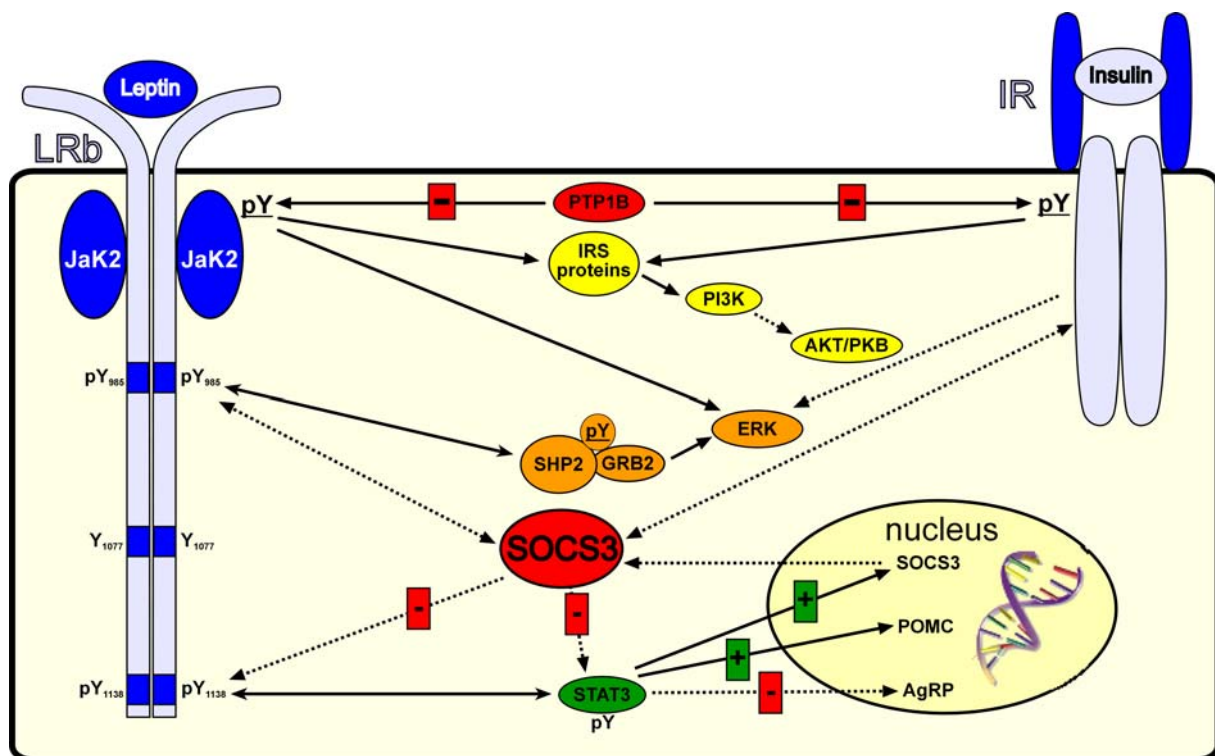 Leptin
Insulin
IR
LRb
pY
PTP1B
pY
-
-
JaK2
JaK2
IRS
proteins
PI3K
AKT/PKB
pY985
pY985
pY
ERK
SHP2
GRB2
SOCS3
nucleus
Y1077
Y1077
SOCS3
-
-
+
POMC
+
pY1138
pY1138
STAT3
-
AgRP
pY